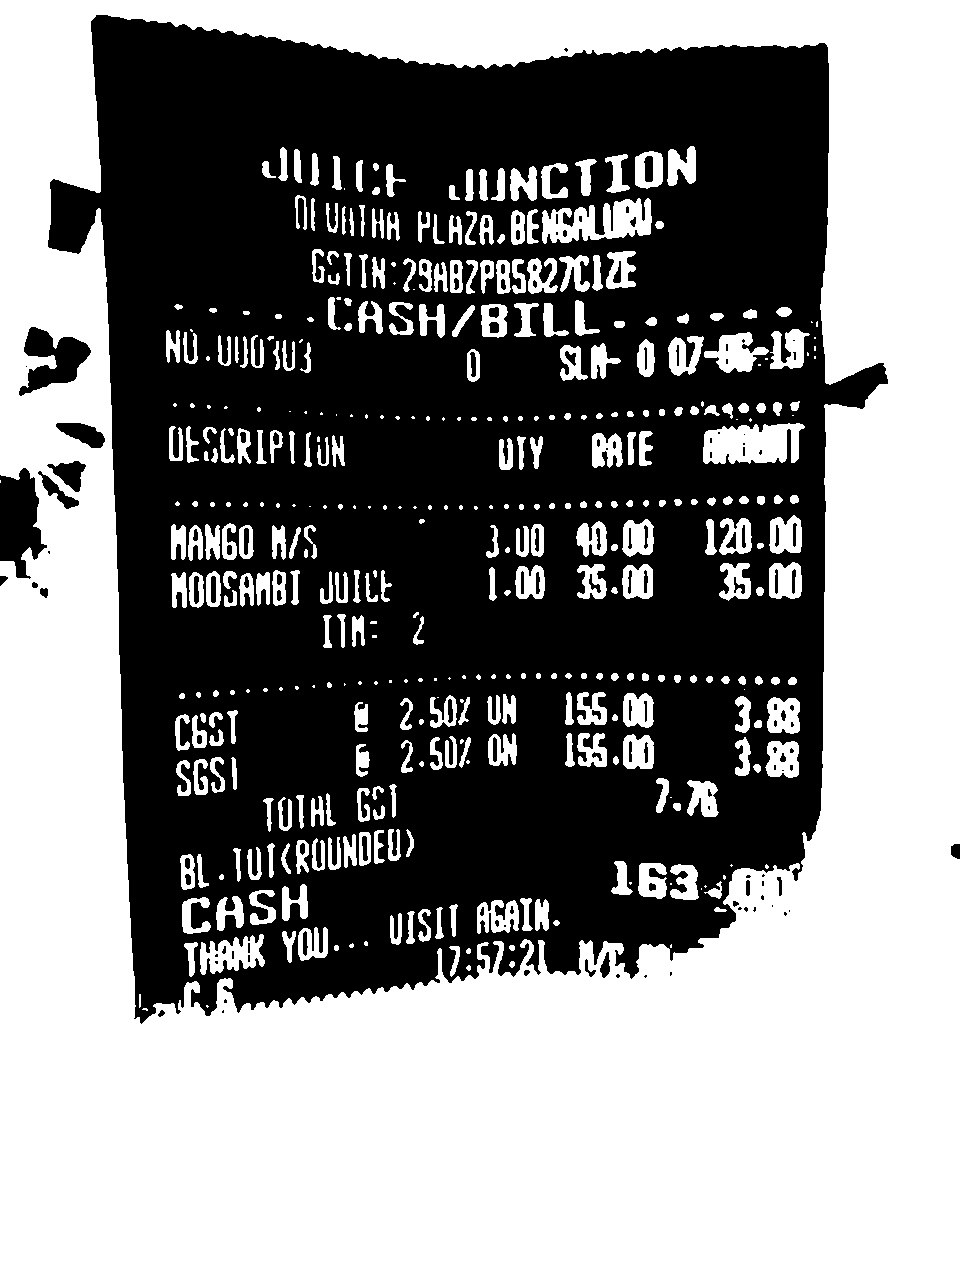 JUICE JUNCTION
DEVATHA PLAZA,BENGALURU.
GSTIN:29ABZPB5827C1ZE
.....CASH/BILL.......
NO.000303 0 SLM- 0 07-06-19
DESCRIPTION QTY RATE AMOUNT
MANGO M/S 3.00 40.00 120.00
MOOSAMBI JUICE 1.00 35.00 35.00
ITM: 2
CGST @ 2.50% ON 155.00 3.88
SGST @ 2.50% ON 155.00 3.88
TOTAL GST 7.76
BL.TOT(ROUNDED)
CASH 163.00
THANK YOU... VISIT AGAIN.
17:57:21 M/C